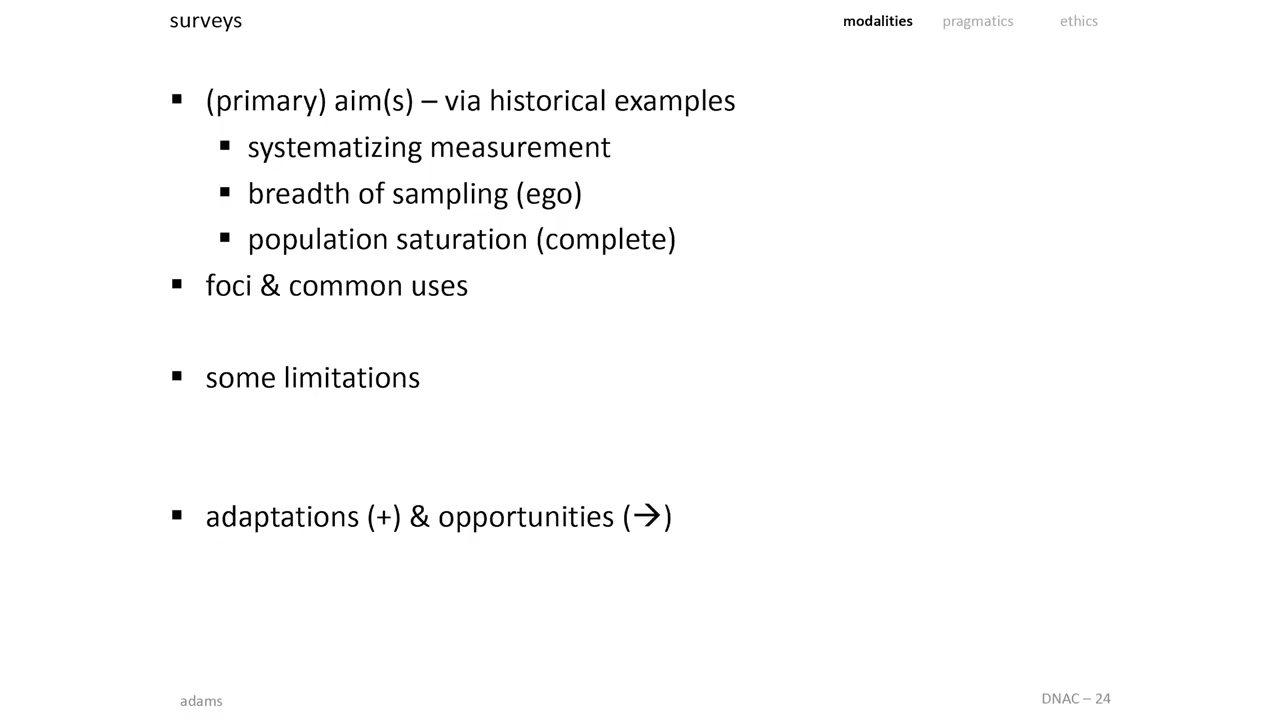 surveys
modalities pragmatics ethics
▪ (primary) aim(s) – via historical examples
▪ systematizing measurement
▪ breadth of sampling (ego)
▪ population saturation (complete)
▪ foci & common uses
▪ some limitations
▪ adaptations (+) & opportunities (→)
adams
DNAC – 24